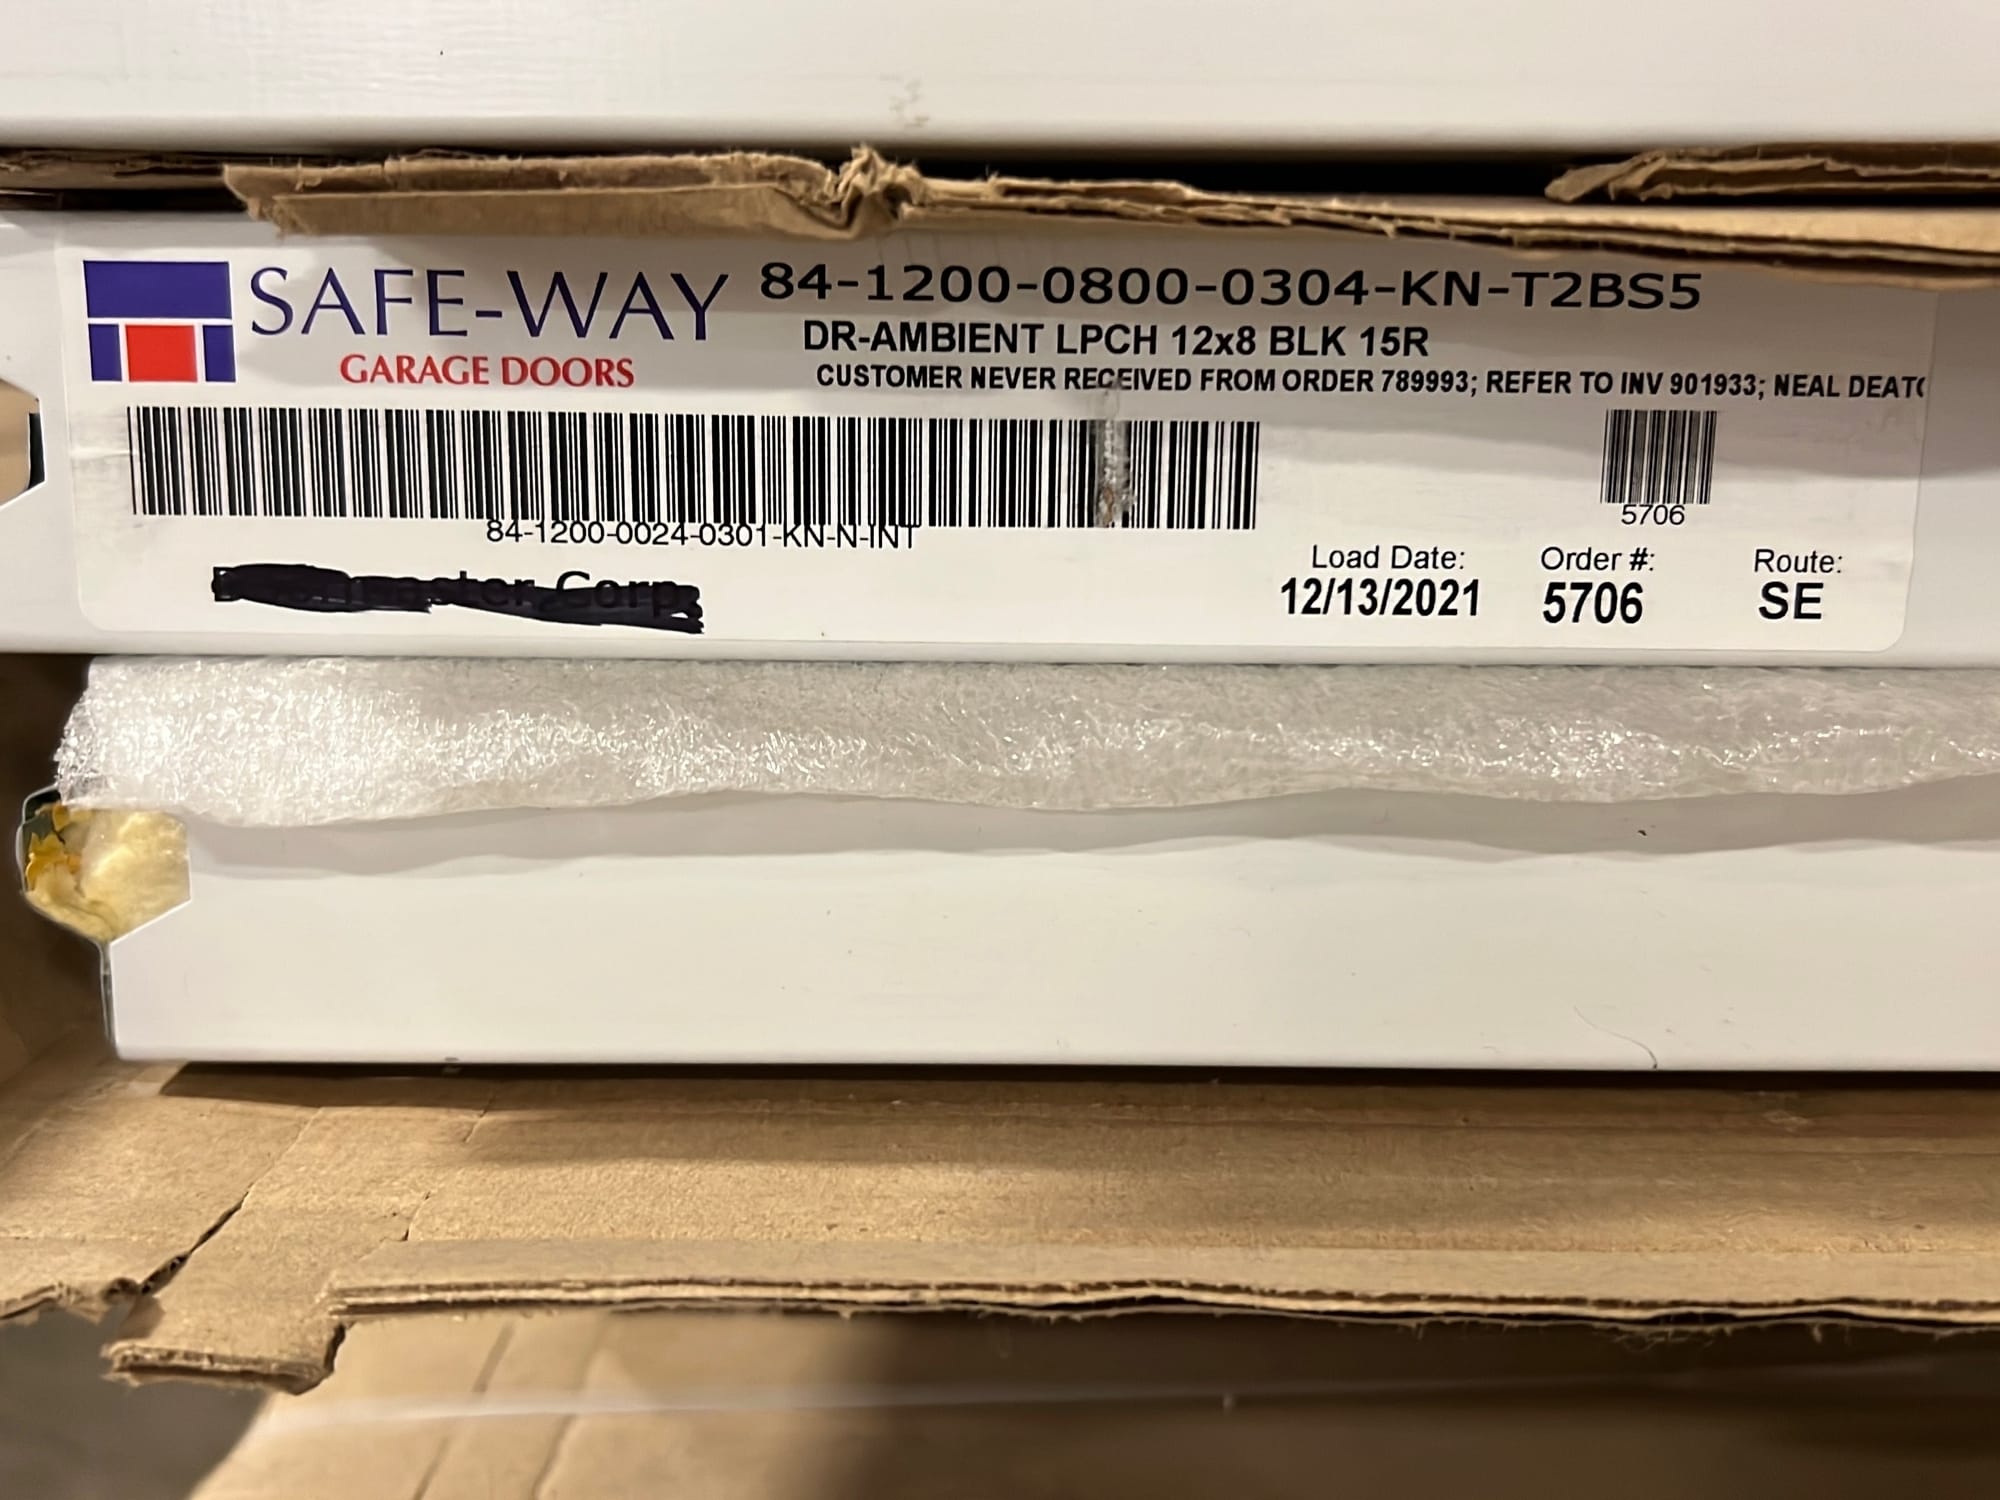 SAFE-WAY
GARAGE DOORS
84-1200-0800-0304-KN-T2BS5
DR-AMBIENT LPCH 12x8 BLK 15R
CUSTOMER NEVER RECEIVED FROM ORDER 789993; REFER TO INV 901933; NEAL
84-1200-0024-0301-KN-N-INT
5706
Corp.
Load Date:
12/13/2021
Order #:
5706
Route:
SE